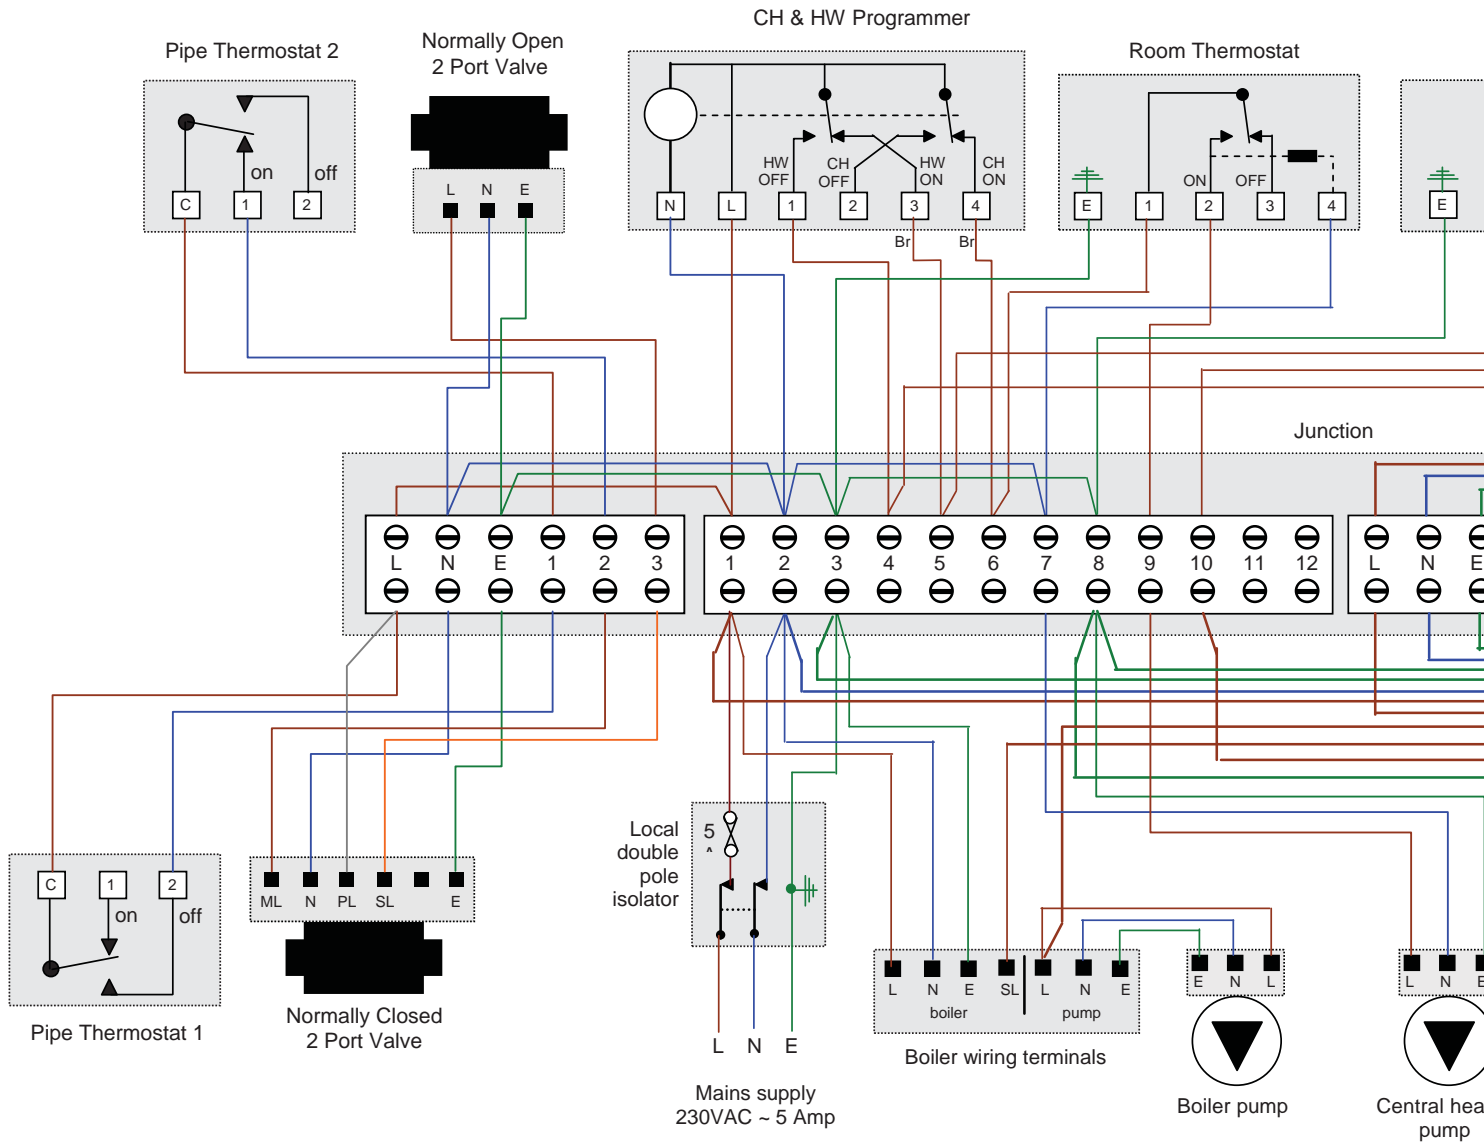 CH & HW Programmer
Pipe Thermostat 2
Normally Open
2 Port Valve
Room Thermostat
on
off
C
1
2
L
N
E
HW
OFF
CH
OFF
HW
ON
CH
ON
N
L
1
2
3
4
Br
Br
ON
OFF
E
1
2
3
4
E
Junction
L
N
E
1
2
3
1
2
3
4
5
6
7
8
9
10
11
12
L
N
E
C
1
2
on
off
Pipe Thermostat 1
ML
N
PL
SL
E
Normally Closed
2 Port Valve
Local
double
pole
isolator
5
^
L
N
E
Mains supply
230VAC ~ 5 Amp
L
N
E
SL
L
N
E
boiler
pump
Boiler wiring terminals
E
N
L
Boiler pump
L
N
E
Central hea
pump